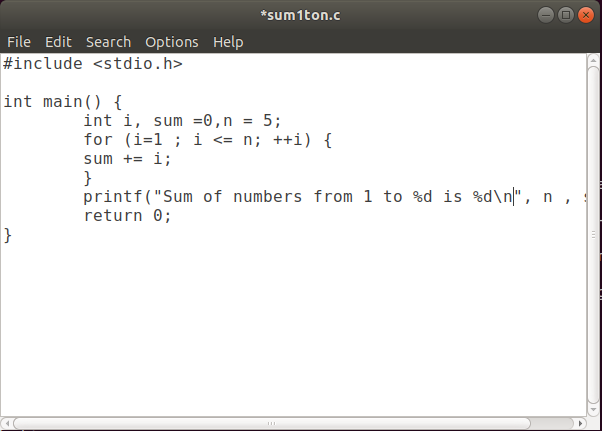 *sum1ton.c
File Edit Search Options Help
#include <stdio.h>
int main() {
int i, sum =0,n = 5;
for (i=1 ; i <= n; ++i) {
sum += i;
}
printf("Sum of numbers from 1 to %d is %d\n", n ,
return 0;
}